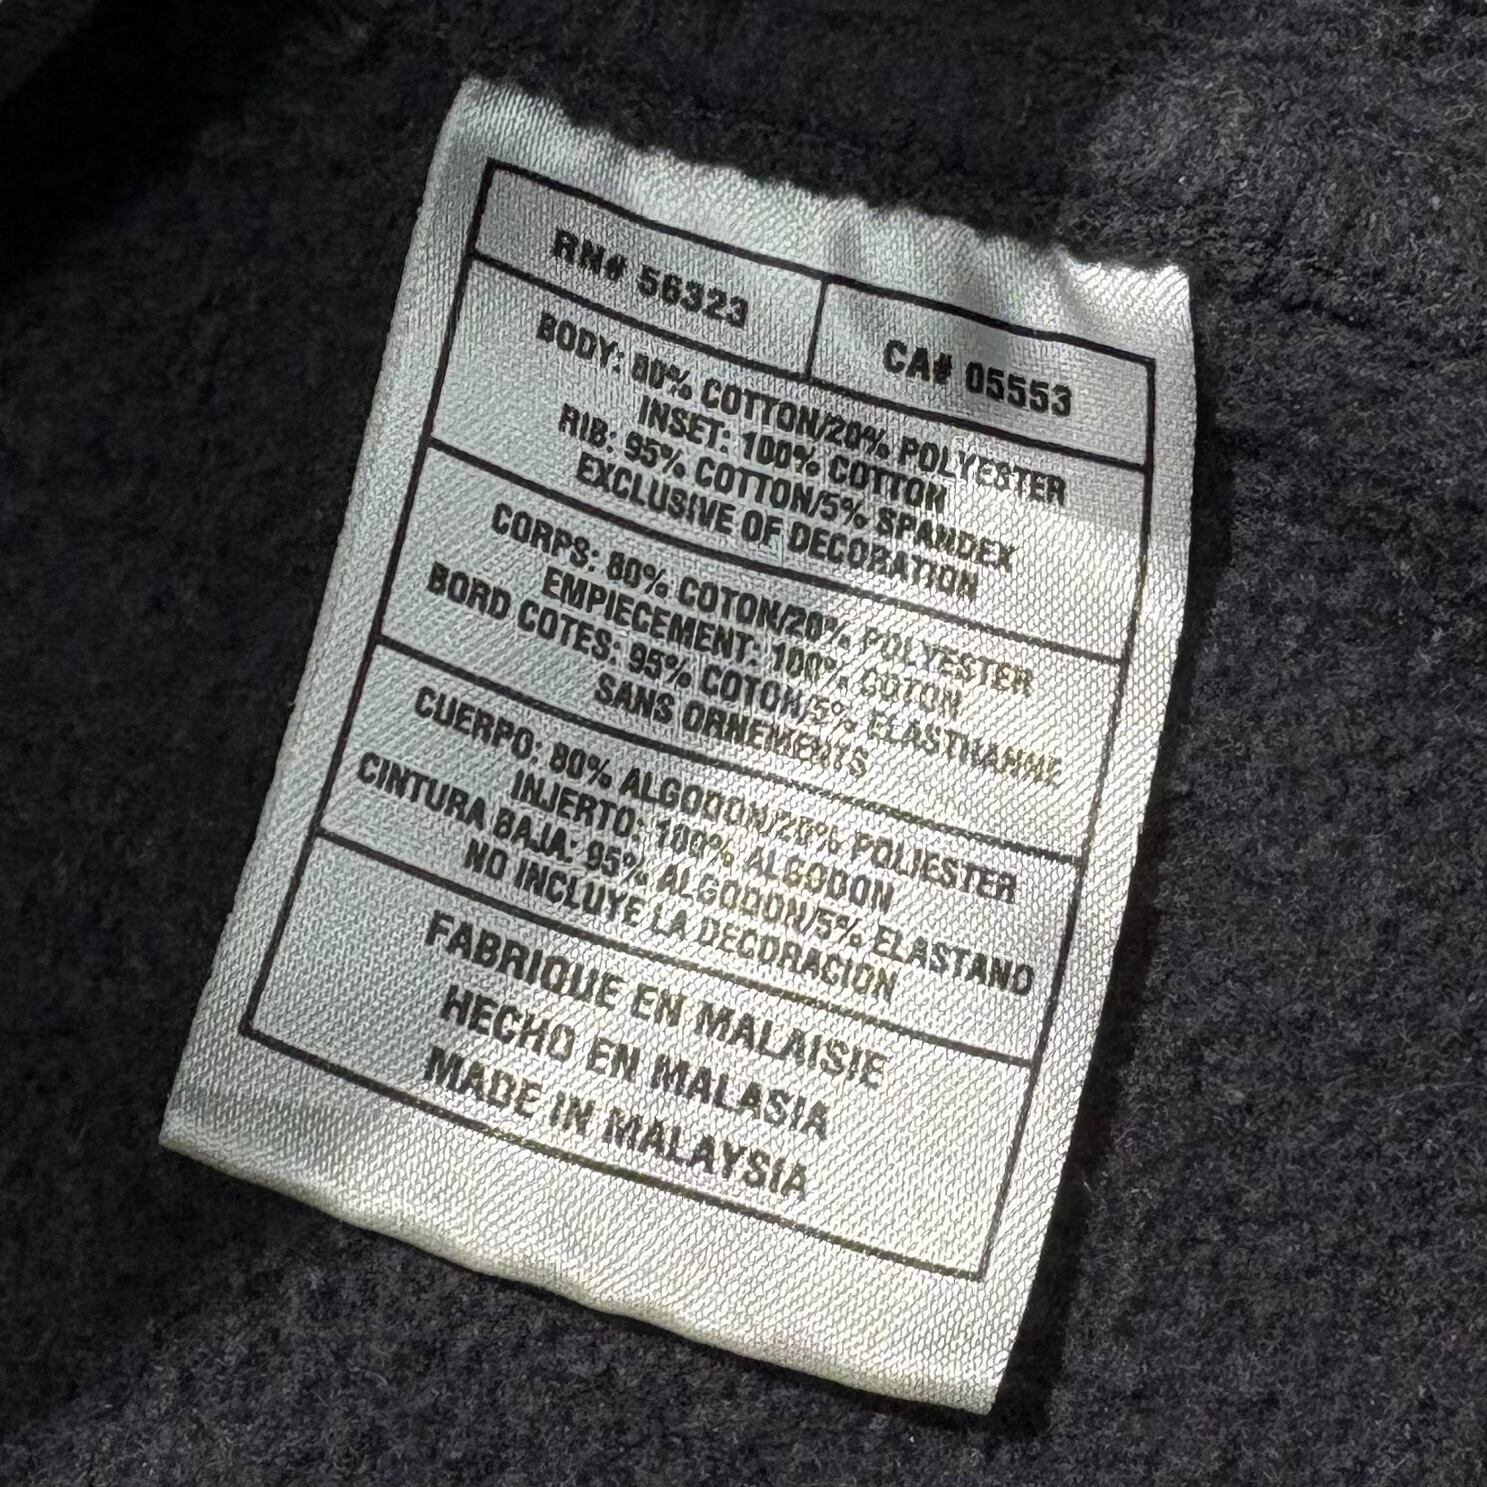 RN# 56323
CA# 05553
BODY: 80% COTTON/20% POLYESTER
INSET: 100% COTTON
RIB: 95% COTTON/5% SPANDEX
EXCLUSIVE OF DECORATION
CORPS: 80% COTON/20% POLYESTER
EMPIECEMENT: 100% COTON
BORD COTES: 95% COTON/5% ELASTHANNE
SANS ORNEMENTS
CUERPO: 80% ALGODON/20% POLIESTER
INJERTO: 100% ALGODON
CINTURA BAJA: 95% ALGODON/5% ELASTANO
NO INCLUYE LA DECORACION
FABRIQUE EN MALAISIE
HECHO EN MALASIA
MADE IN MALAYSIA